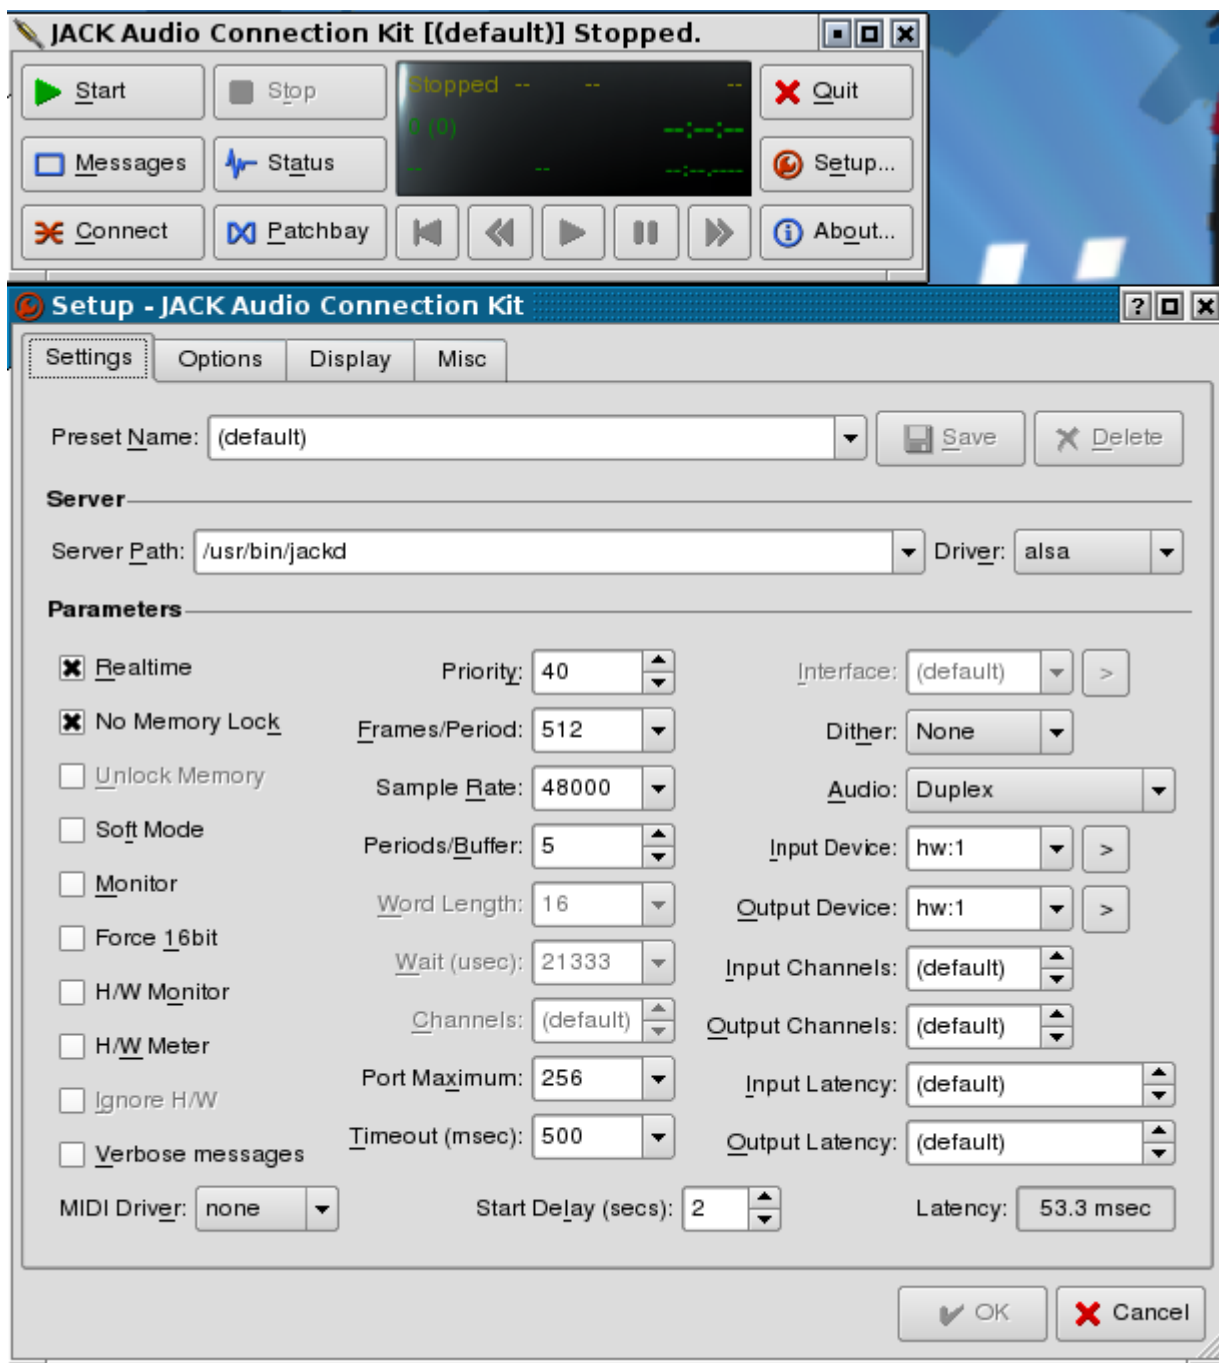 JACK Audio Connection Kit [(default)] Stopped.
Start
Stop
Stopped -- -- --
Quit
0 (0) --:--:--
Messages
Status
-- -- --:--.----
Setup...
Connect
Patchbay
About...
Setup - JACK Audio Connection Kit
?
Settings Options Display Misc
Preset Name: (default) Save Delete
Server
Server Path: /usr/bin/jackd Driver: alsa
Parameters
Realtime Priority: 40 Interface: (default) >
No Memory Lock Frames/Period: 512 Dither: None
Unlock Memory Sample Rate: 48000 Audio: Duplex
Soft Mode Periods/Buffer: 5 Input Device: hw:1 >
Monitor Word Length: 16 Output Device: hw:1 >
Force 16bit Wait (usec): 21333 Input Channels: (default)
H/W Monitor Channels: (default) Output Channels: (default)
H/W Meter Port Maximum: 256 Input Latency: (default)
Ignore H/W Timeout (msec): 500 Output Latency: (default)
Verbose messages
MIDI Driver: none Start Delay (secs): 2 Latency: 53.3 msec
OK Cancel